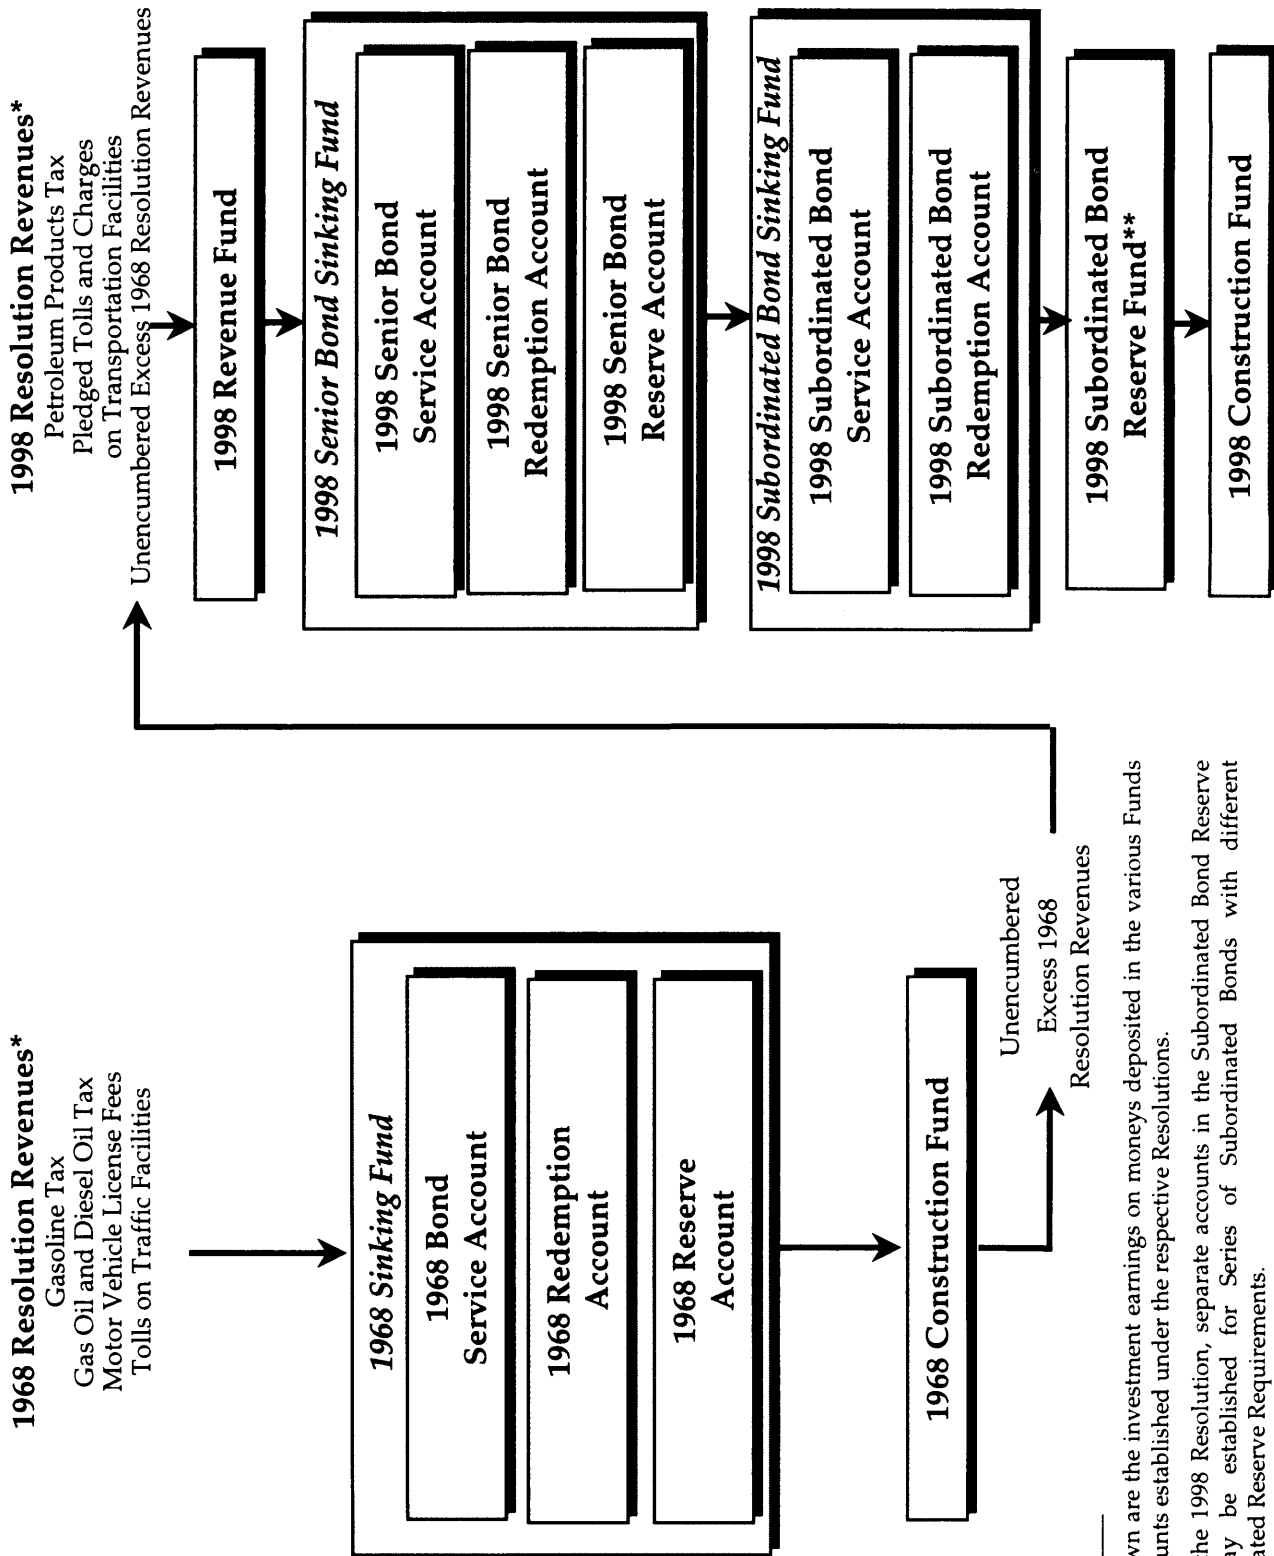 1968 Resolution Revenues*
Gasoline Tax
Gas Oil and Diesel Oil Tax
Motor Vehicle License Fees
Tolls on Traffic Facilities
1968 Sinking Fund
1968 Bond
Service Account
1968 Redemption
Account
1968 Reserve
Account
1968 Construction Fund
Unencumbered
Excess 1968
Resolution Revenues
1998 Resolution Revenues*
Petroleum Products Tax
Pledged Tolls and Charges
on Transportation Facilities
Unencumbered Excess 1968 Resolution Revenues
1998 Revenue Fund
1998 Senior Bond Sinking Fund
1998 Senior Bond
Service Account
1998 Senior Bond
Redemption Account
1998 Senior Bond
Reserve Account
1998 Subordinated Bond Sinking Fund
1998 Subordinated Bond
Service Account
1998 Subordinated Bond
Redemption Account
1998 Subordinated Bond
Reserve Fund**
1998 Construction Fund
are the investment earnings on moneys deposited in the various Funds
established under the respective Resolutions.
1998 Resolution, separate accounts in the Subordinated Bond Reserve
be established for Series of Subordinated Bonds with different
Reserve Requirements.